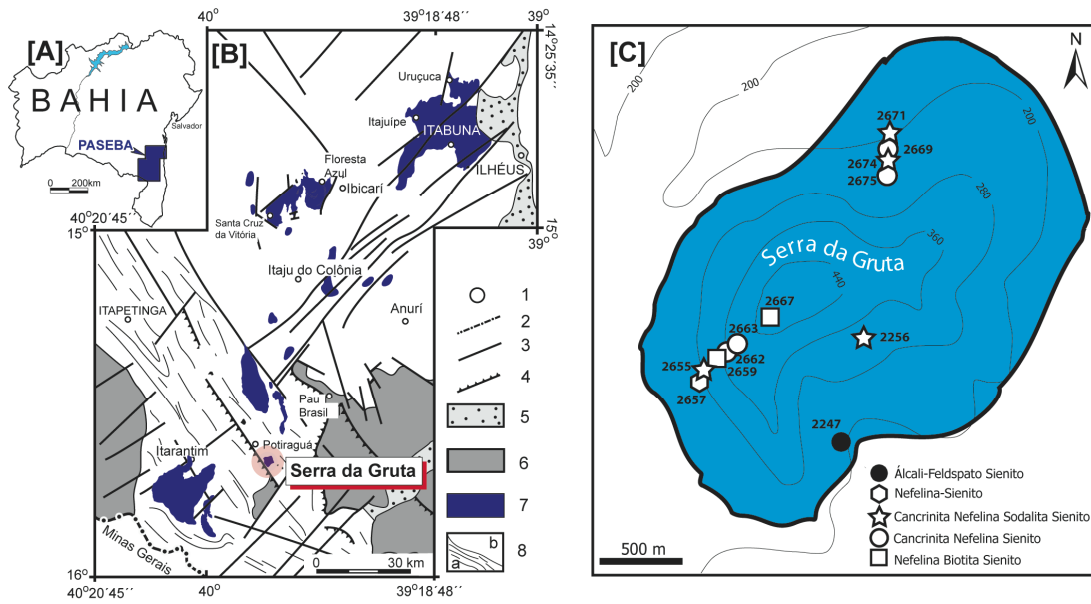 [A]
BAHIA
PASEBA
Salvador
0 200km
[B]
40°
39°18´48´´
14°25´35´´
Uruçuca
Itajuípe
ITABUNA
ILHÉUS
Floresta
Azul
Ibicarí
Santa Cruz
da Vitória
40°20´45´´
15°
15°
39°
Itaju do Colônia
Anurí
ITAPETINGA
Pau
Brasil
Potiraguá
Serra da Gruta
Itarantim
Minas Gerais
1
2
3
4
5
6
7
8
a
b
0 30 km
16°
40°20´45´´
40°
39°18´48´´
[C]
N
200
200
200
280
360
440
2671
2669
2674
2675
Serra da Gruta
2667
2663
2662
2659
2655
2657
2256
2247
Álcali-Feldspato Sienito
Nefelina-Sienito
Cancrinita Nefelina Sodalita Sienito
Cancrinita Nefelina Sienito
Nefelina Biotita Sienito
500 m